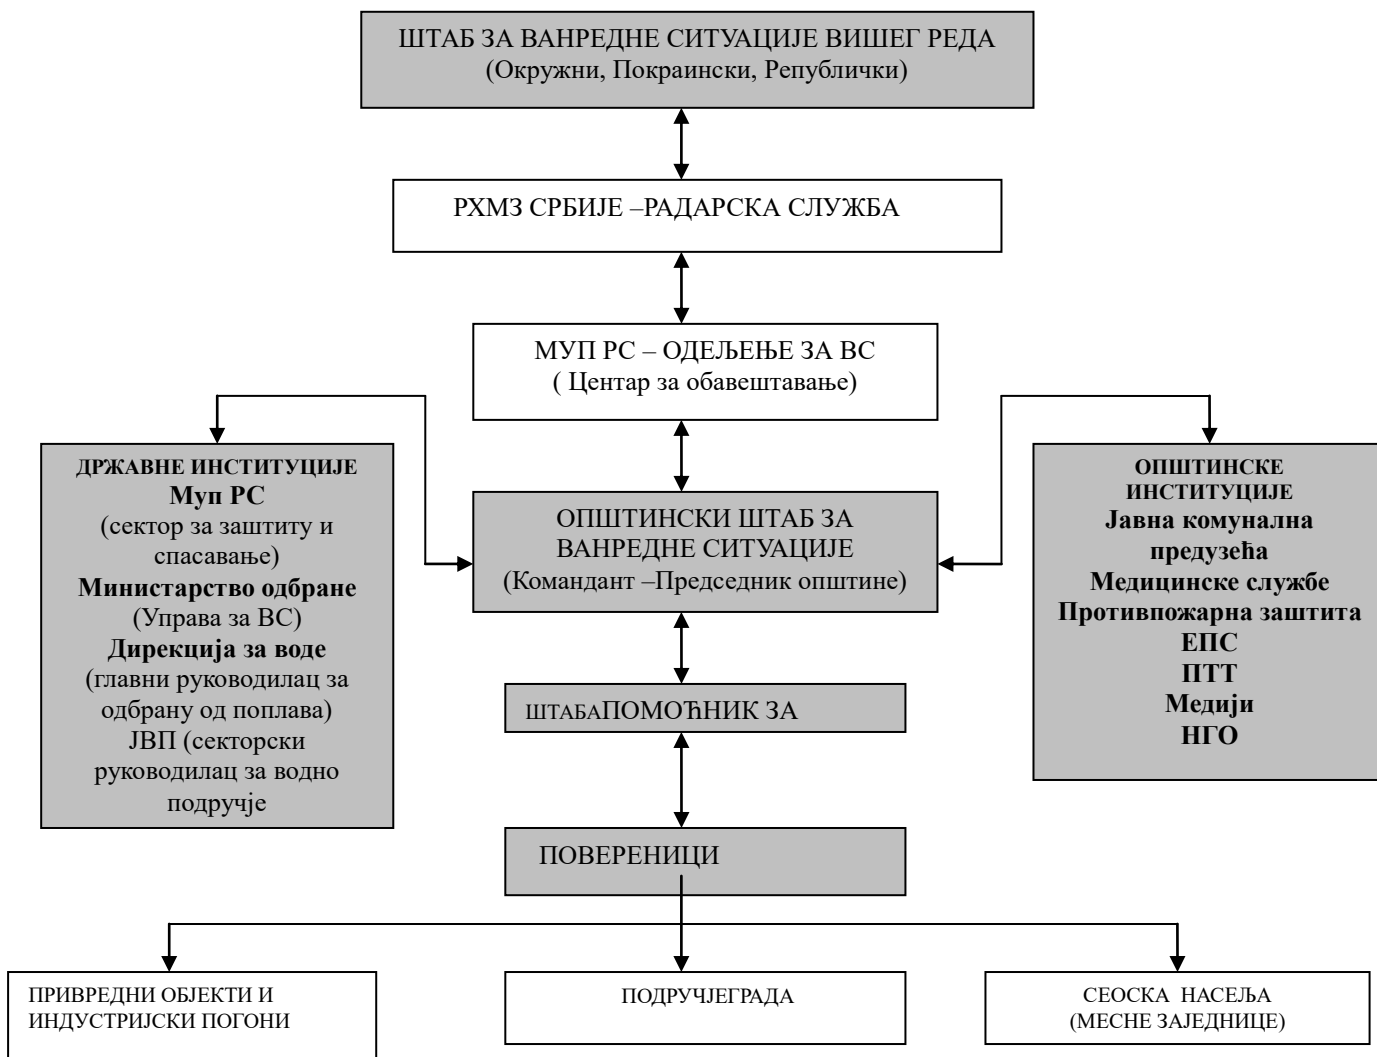 ШТАБ ЗА ВАНРЕДНЕ СИТУАЦИЈЕ ВИШЕГ РЕДА
(Окружни, Покраински, Републички)
РХМЗ СРБИЈЕ –РАДАРСКА СЛУЖБА
МУП РС – ОДЕЉЕЊЕ ЗА ВС
( Центар за обавештавање)
ДРЖАВНЕ ИНСТИТУЦИЈЕ
Муп РС
(сектор за заштиту и
спасавање)
Министарство одбране
(Управа за ВС)
Дирекција за воде
(главни руководилац за
одбрану од поплава)
ЈВП (секторски
руководилац за водно
подручје
ОПШТИНСКИ ШТАБ ЗА
ВАНРЕДНЕ СИТУАЦИЈЕ
(Командант –Председник општине)
ОПШТИНСКЕ
ИНСТИТУЦИЈЕ
Јавна комунална
предузећа
Медицинске службе
Противпожарна заштита
ЕПС
ПТТ
Медији
НГО
ШТАБАПОМОЋНИК ЗА
ПОВЕРЕНИЦИ
ПРИВРЕДНИ ОБЈЕКТИ И
ИНДУСТРИЈСКИ ПОГОНИ
ПОДРУЧЈЕГРАДА
СЕОСКА НАСЕЉА
(МЕСНЕ ЗАЈЕДНИЦЕ)